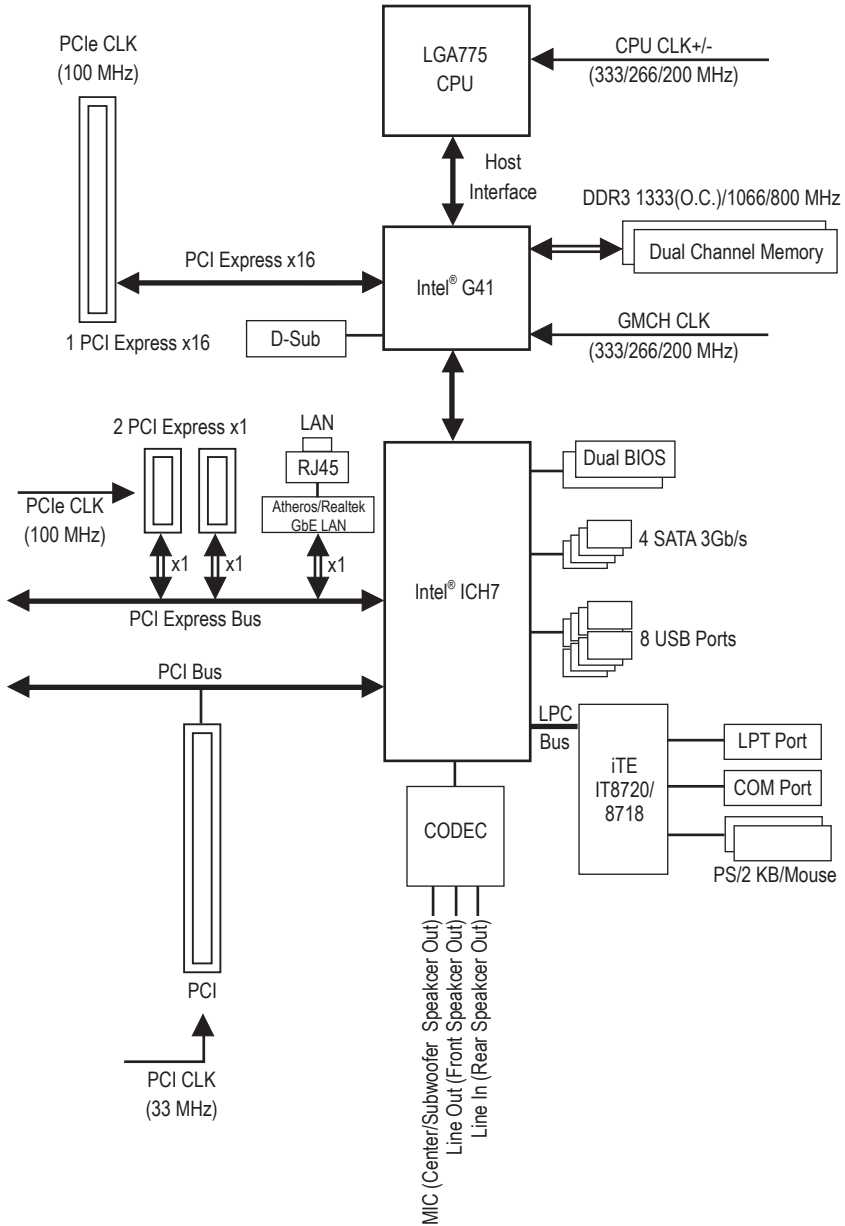 PCIe CLK
(100 MHz)
LGA775
CPU
CPU CLK+/-
(333/266/200 MHz)
Host
Interface
DDR3 1333(O.C.)/1066/800 MHz
Dual Channel Memory
PCI Express x16
Intel® G41
1 PCI Express x16
D-Sub
GMCH CLK
(333/266/200 MHz)
2 PCI Express x1
LAN
RJ45
Atheros/Realtek
GbE LAN
PCIe CLK
(100 MHz)
x1
x1
x1
PCI Express Bus
Intel® ICH7
Dual BIOS
4 SATA 3Gb/s
8 USB Ports
PCI Bus
LPC
Bus
iTE
IT8720/
8718
LPT Port
COM Port
PS/2 KB/Mouse
CODEC
MIC (Center/Subwoofer Speakcer Out)
Line Out (Front Speakcer Out)
Line In (Rear Speakcer Out)
PCI
PCI CLK
(33 MHz)